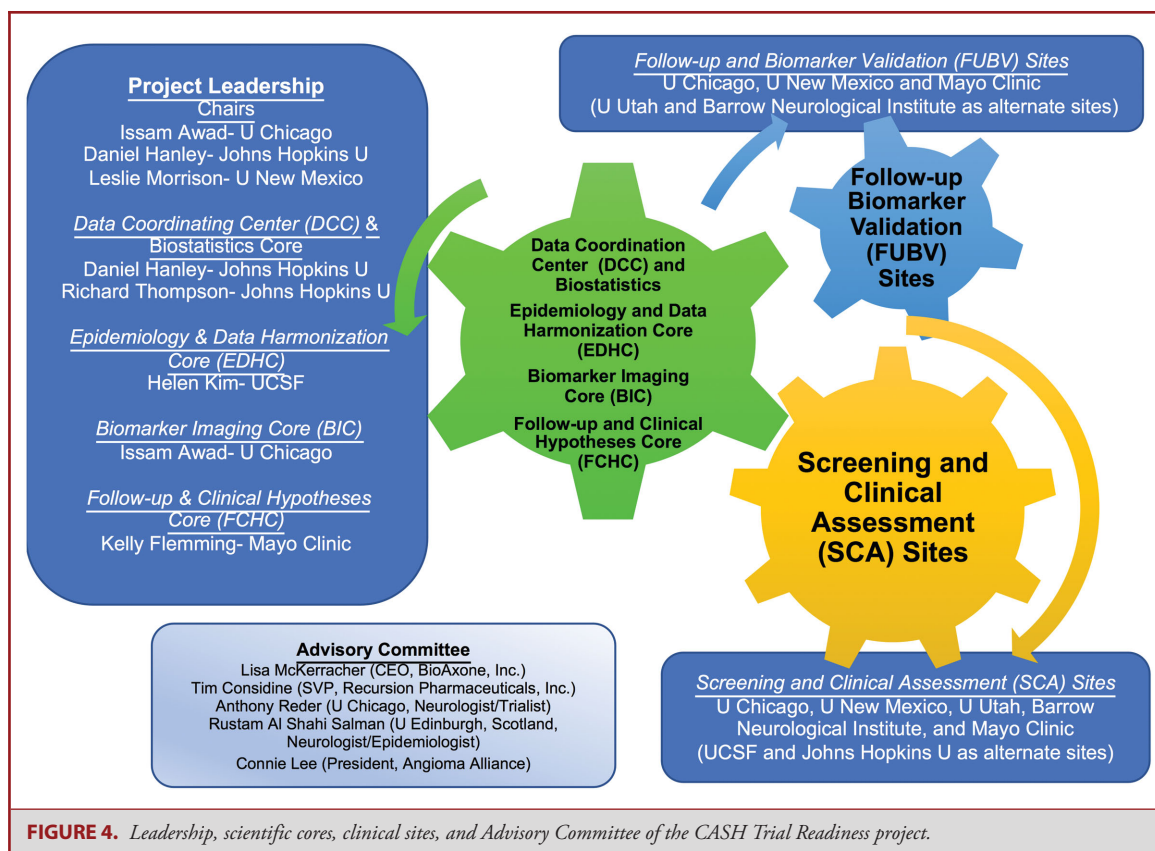 Project Leadership
Chairs
Issam Awad- U Chicago
Daniel Hanley- Johns Hopkins U
Leslie Morrison- U New Mexico
Data Coordinating Center (DCC) &
Biostatistics Core
Daniel Hanley- Johns Hopkins U
Richard Thompson- Johns Hopkins U
Epidemiology & Data Harmonization
Core (EDHC)
Helen Kim- UCSF
Biomarker Imaging Core (BIC)
Issam Awad- U Chicago
Follow-up & Clinical Hypotheses
Core (FCHC)
Kelly Flemming- Mayo Clinic
Data Coordination
Center (DCC) and
Biostatistics
Epidemiology and Data
Harmonization Core
(EDHC)
Biomarker Imaging
Core (BIC)
Follow-up and Clinical
Hypotheses Core
(FCHC)
Follow-up and Biomarker Validation (FUBV) Sites
U Chicago, U New Mexico and Mayo Clinic
(U Utah and Barrow Neurological Institute as alternate sites)
Follow-up
Biomarker
Validation
(FUBV)
Sites
Screening and
Clinical
Assessment
(SCA) Sites
Screening and Clinical Assessment (SCA) Sites
U Chicago, U New Mexico, U Utah, Barrow
Neurological Institute, and Mayo Clinic
(UCSF and Johns Hopkins U as alternate sites)
Advisory Committee
Lisa McKerracher (CEO, BioAxone, Inc.)
Tim Considine (SVP, Recursion Pharmaceuticals, Inc.)
Anthony Reder (U Chicago, Neurologist/Trialist)
Rustam Al Shahi Salman (U Edinburgh, Scotland,
Neurologist/Epidemiologist)
Connie Lee (President, Angioma Alliance)
FIGURE 4. Leadership, scientific cores, clinical sites, and Advisory Committee of the CASH Trial Readiness project.